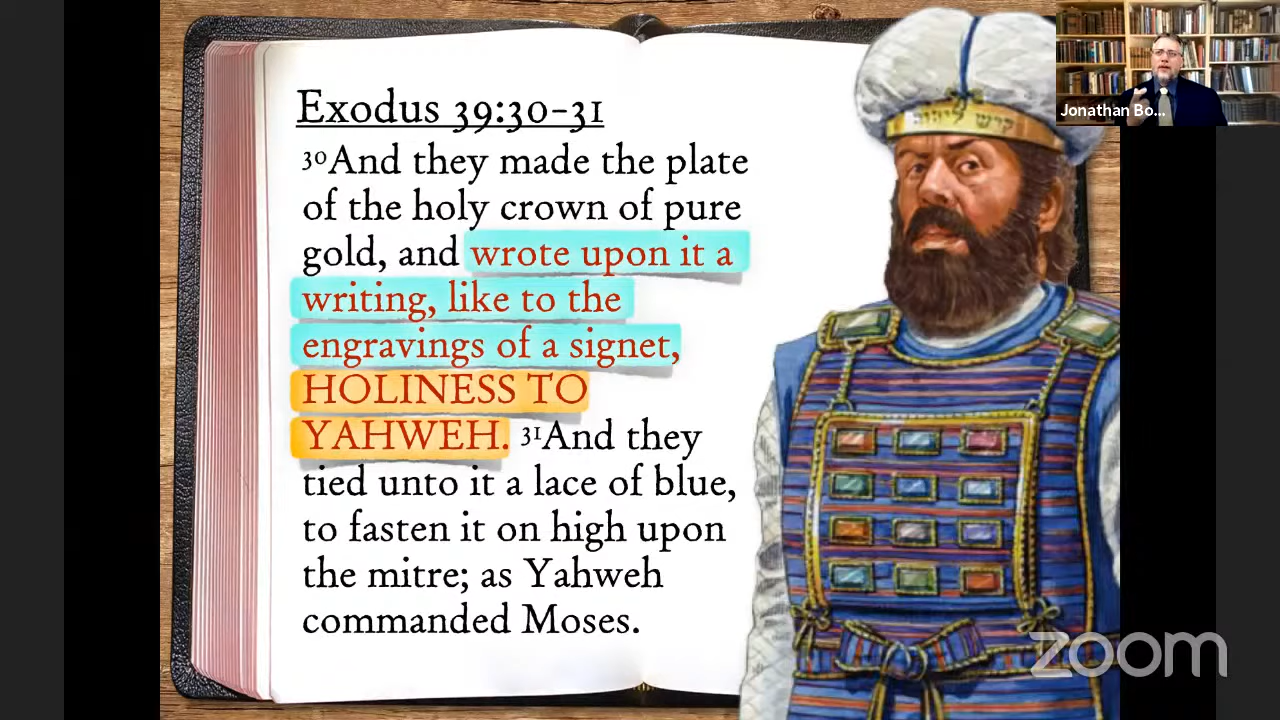 Exodus 39:30-31
³⁰And they made the plate
of the holy crown of pure
gold, and wrote upon it a
writing, like to the
engravings of a signet,
HOLINESS TO
YAHWEH. ³¹And they
tied unto it a lace of blue,
to fasten it on high upon
the mitre; as Yahweh
commanded Moses.
Jonathan Bo...
zoom